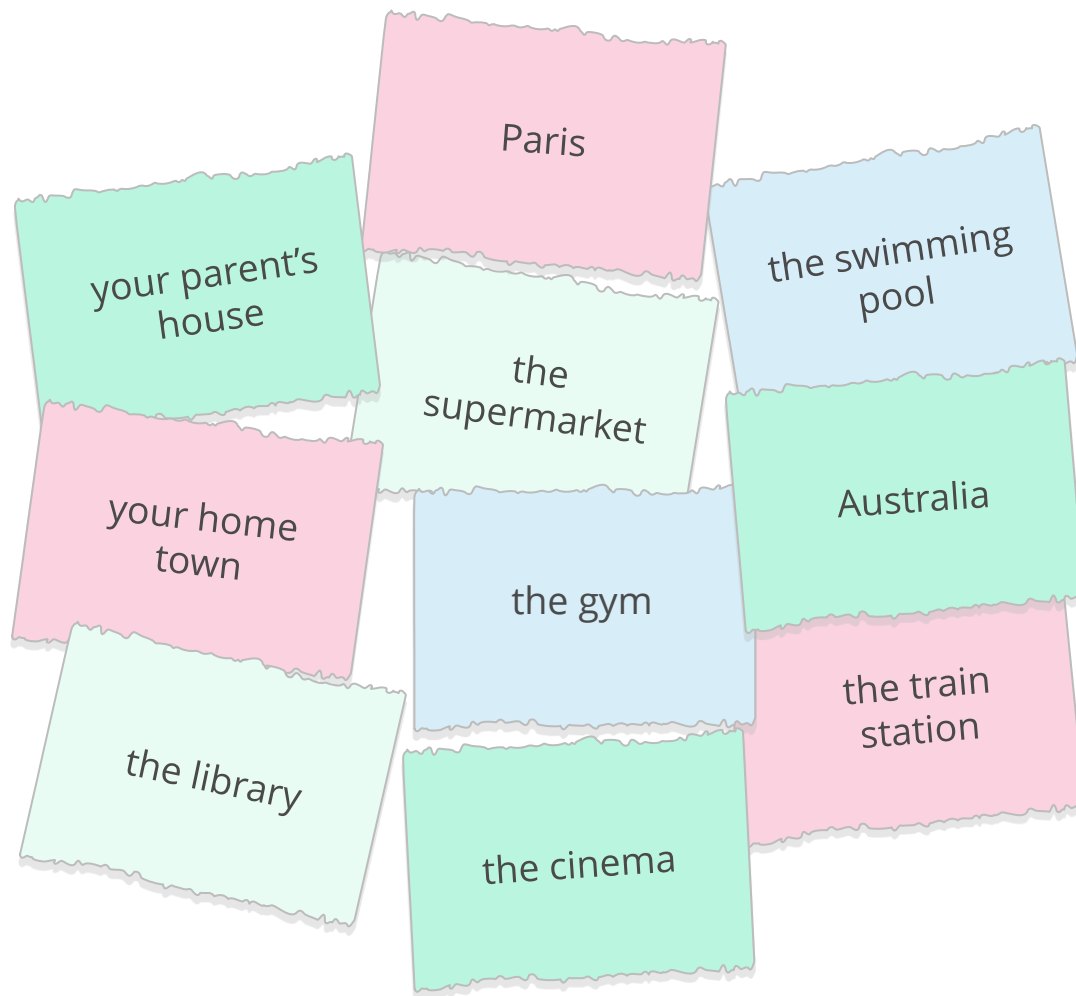 Paris
your parent’s
house
the swimming
pool
the
supermarket
Australia
your home
town
the gym
the train
station
the library
the cinema